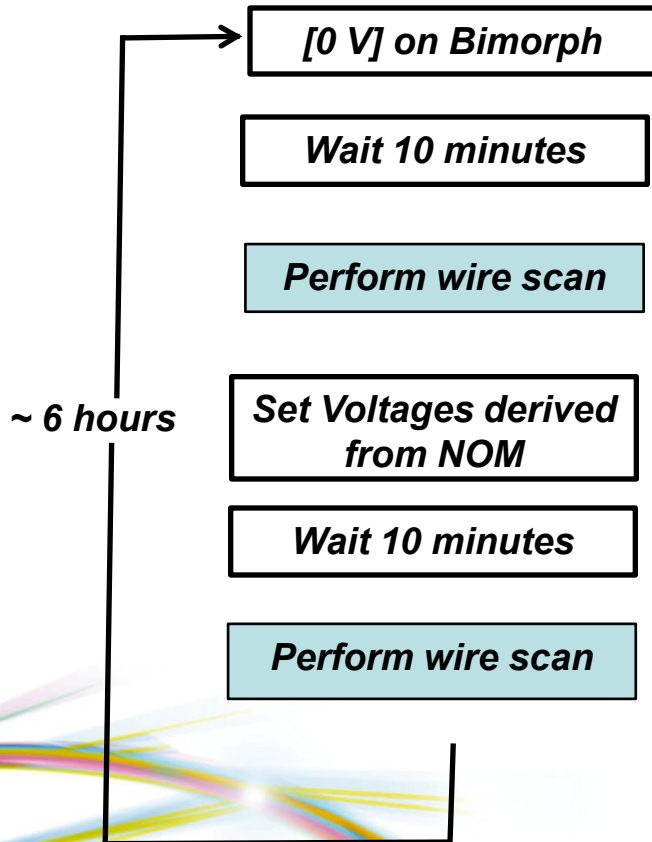 [0 V] on Bimorph
Wait 10 minutes
Perform wire scan
~ 6 hours
Set Voltages derived
from NOM
Wait 10 minutes
Perform wire scan